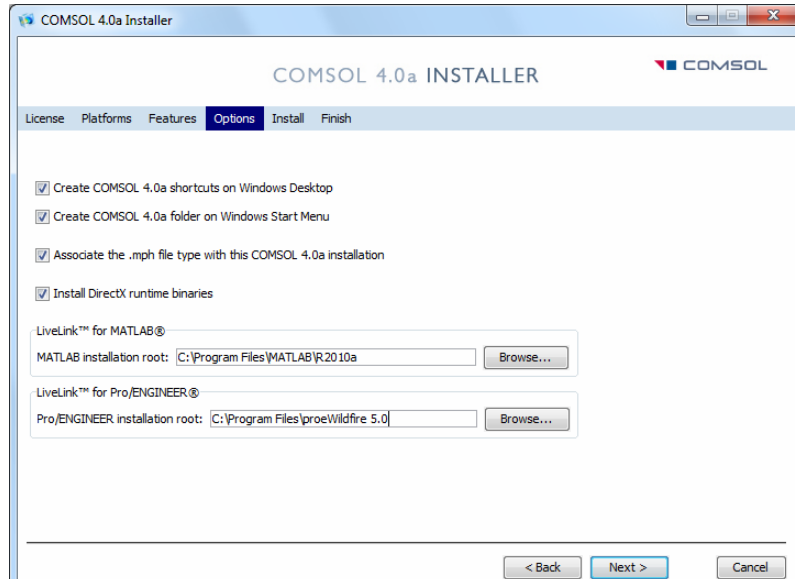 COMSOL 4.0a Installer
COMSOL 4.0a INSTALLER
COMSOL
License Platforms Features Options Install Finish
Create COMSOL 4.0a shortcuts on Windows Desktop
Create COMSOL 4.0a folder on Windows Start Menu
Associate the .mph file type with this COMSOL 4.0a installation
Install DirectX runtime binaries
LiveLink™ for MATLAB®
MATLAB installation root: C:\Program Files\MATLAB\R2010a Browse...
LiveLink™ for Pro/ENGINEER®
Pro/ENGINEER installation root: C:\Program Files\proeWildfire 5.0 Browse...
< Back Next > Cancel